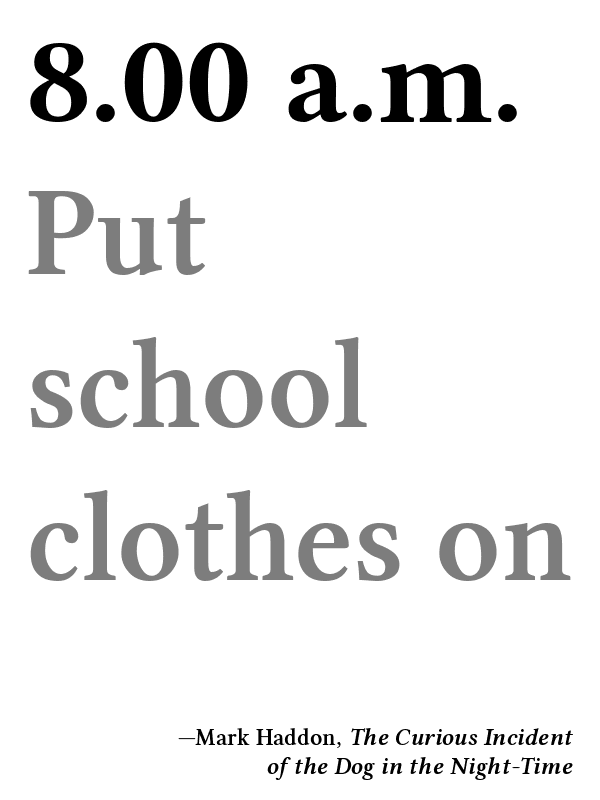 8.00 a.m.
Put
school
clothes on
—Mark Haddon, The Curious Incident
of the Dog in the Night-Time